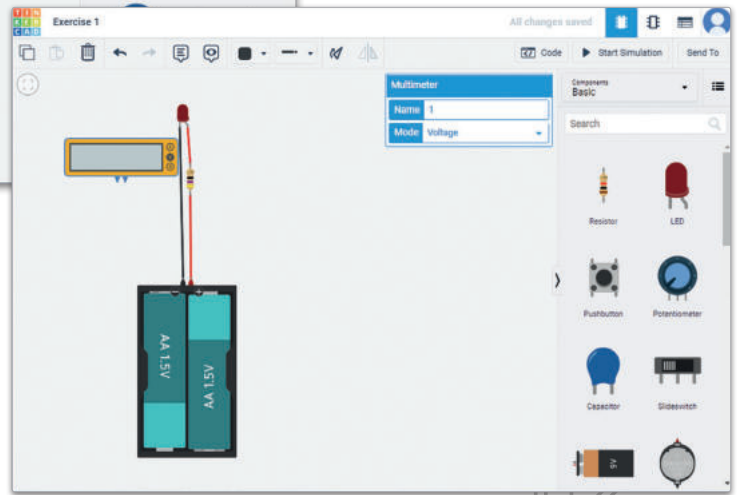 TIN
KER
CAD
Exercise 1
All changes saved
Code
Start Simulation
Send To
Multimeter
Name 1
Mode Voltage
Components
Basic
Search
Resistor
LED
Pushbutton
Potentiometer
Capacitor
Slideswitch
AA 1.5V
AA 1.5V
9V